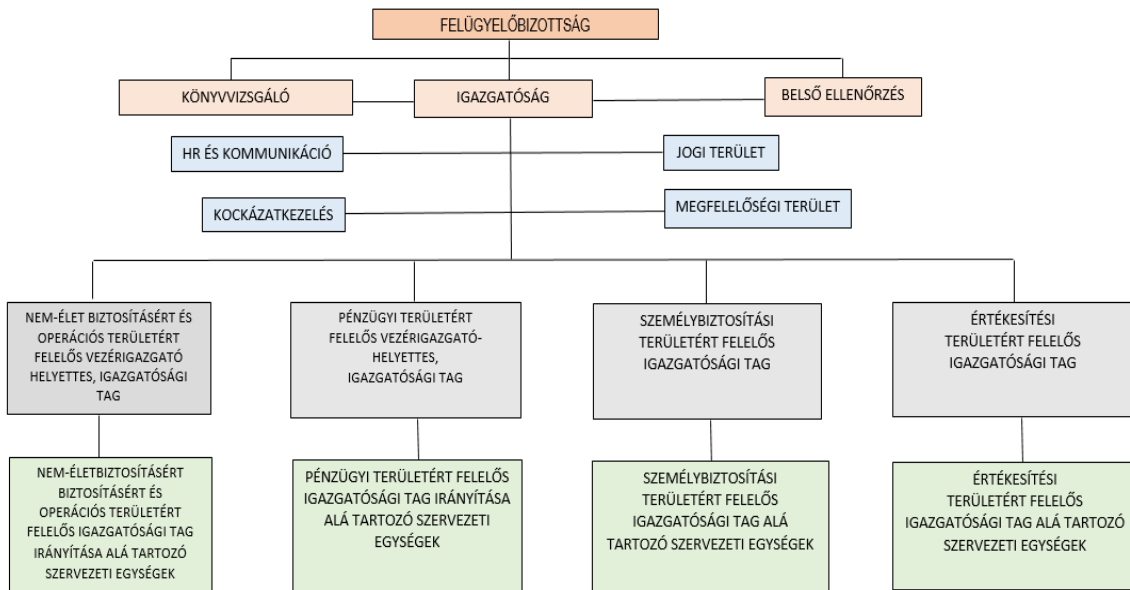 FELÜGYELŐBIZOTTSÁG
KÖNYVVIZSGÁLÓ
IGAZGATÓSÁG
BELSŐ ELLENŐRZÉS
HR ÉS KOMMUNIKÁCIÓ
JOGI TERÜLET
KOCKÁZATKEZELÉS
MEGFELELŐSÉGI TERÜLET
NEM-ÉLET BIZTOSÍTÁSÉRT ÉS
OPERÁCIÓS TERÜLETÉRT
FELELŐS VEZÉRIGAZGATÓ
HELYETTES, IGAZGATÓSÁGI
TAG
PÉNZÜGYI TERÜLETÉRT
FELELŐS VEZÉRIGAZGATÓ-
HELYETTES,
IGAZGATÓSÁGI TAG
SZEMÉLYBIZTOSÍTÁSI
TERÜLETÉRT FELELŐS
IGAZGATÓSÁGI TAG
ÉRTÉKESÍTÉSI
TERÜLETÉRT FELELŐS
IGAZGATÓSÁGI TAG
NEM-ÉLETBIZTOSÍTÁSÉRT
BIZTOSÍTÁSÉRT ÉS
OPERÁCIÓS TERÜLETÉRT
FELELŐS IGAZGATÓSÁGI TAG
IRÁNYÍTÁSA ALÁ TARTOZÓ
SZERVEZETI EGYSÉGEK
PÉNZÜGYI TERÜLETÉRT FELELŐS
IGAZGATÓSÁGI TAG IRÁNYÍTÁSA
ALÁ TARTOZÓ SZERVEZETI
EGYSÉGEK
SZEMÉLYBIZTOSÍTÁSI
TERÜLETÉRT FELELŐS
IGAZGATÓSÁGI TAG ALÁ
TARTOZÓ SZERVEZETI EGYSÉGEK
ÉRTÉKESÍTÉSI
TERÜLETÉRT FELELŐS
IGAZGATÓSÁGI TAG ALÁ TARTOZÓ
SZERVEZETI EGYSÉGEK